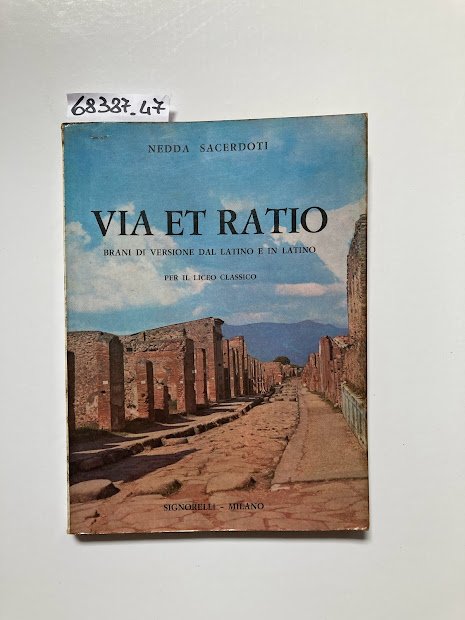 68387_47
NEDDA SACERDOTI
VIA ET RATIO
BRANI DI VERSIONE DAL LATINO E IN LATINO
PER IL LICEO CLASSICO
SIGNORELLI - MILANO